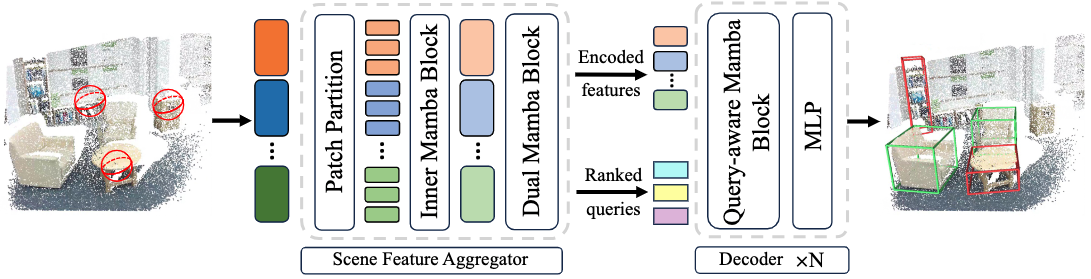 Patch Partition
Inner Mamba Block
Dual Mamba Block
Scene Feature Aggregator
Encoded
features
Ranked
queries
Query-aware Mamba
Block
MLP
Decoder ×N